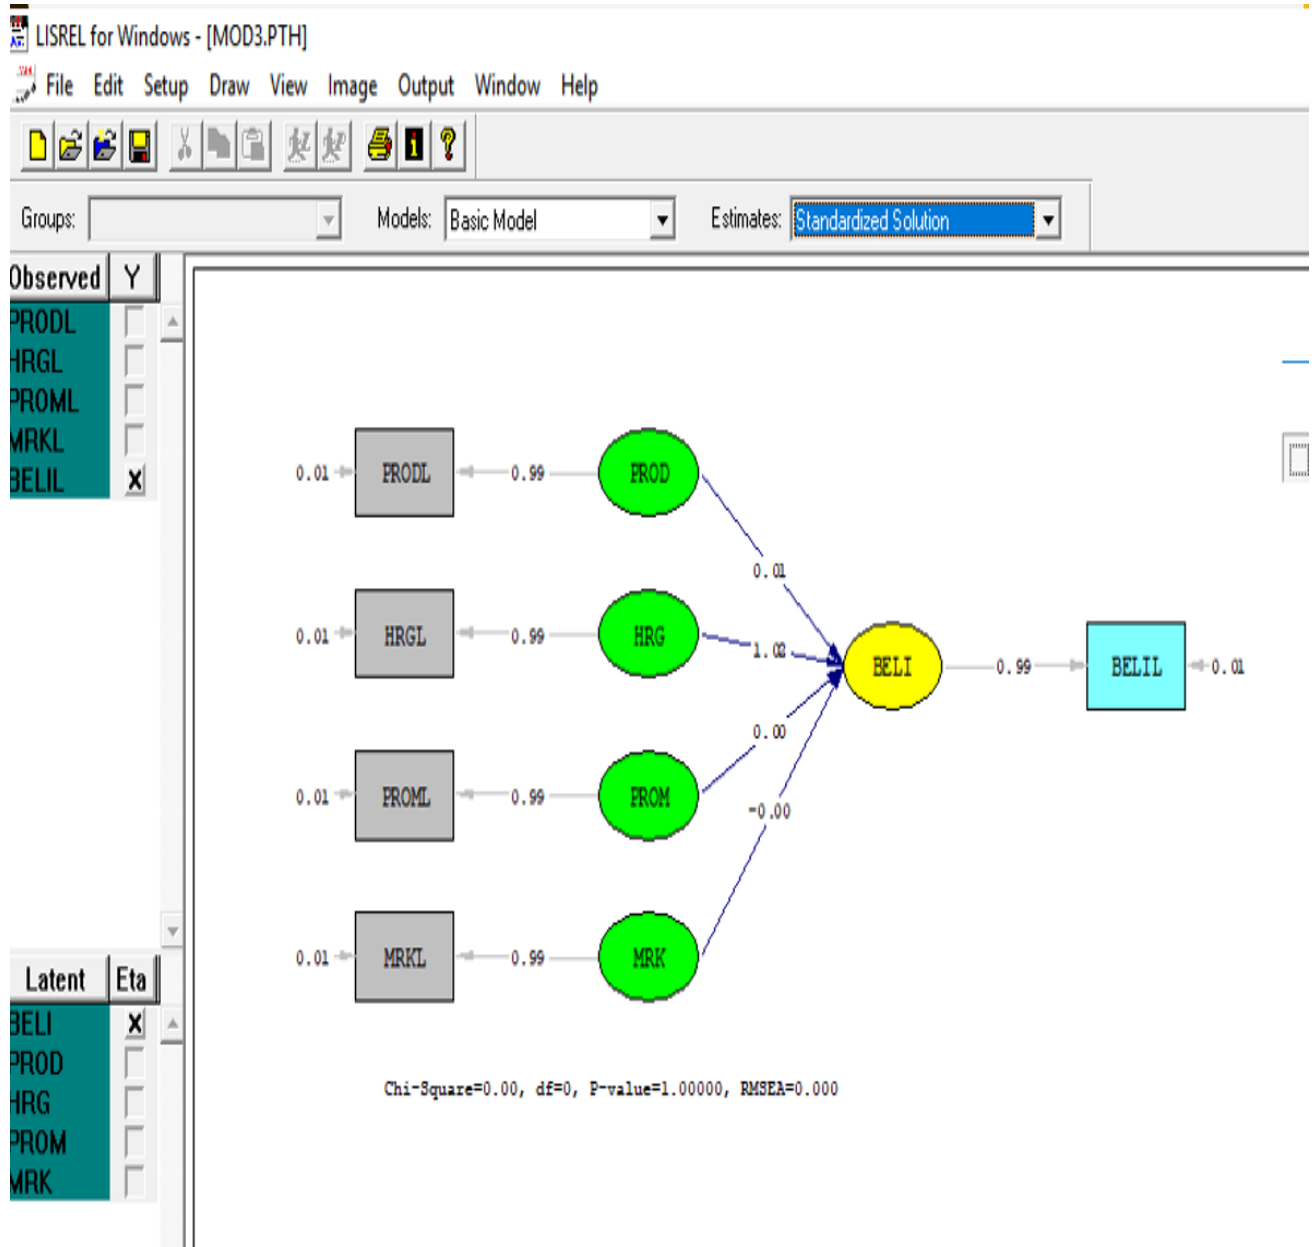 LISREL for Windows - [MOD3.PTH]
File Edit Setup Draw View Image Output Window Help
Groups: Models: Basic Model Estimates: Standardized Solution
Observed Y
PRODL
HRGL
PROML
MRKL
BELIL X
0.01 PRODL 0.99 PROD
0.01
0.01 HRGL 0.99 HRG
1.02
BELI 0.99 BELIL 0.01
0.00
0.01 PROML 0.99 PROM
-0.00
0.01 MRKL 0.99 MRK
Latent Eta
BELI X
PROD
HRG
PROM
MRK
Chi-Square=0.00, df=0, P-value=1.00000, RMSEA=0.000